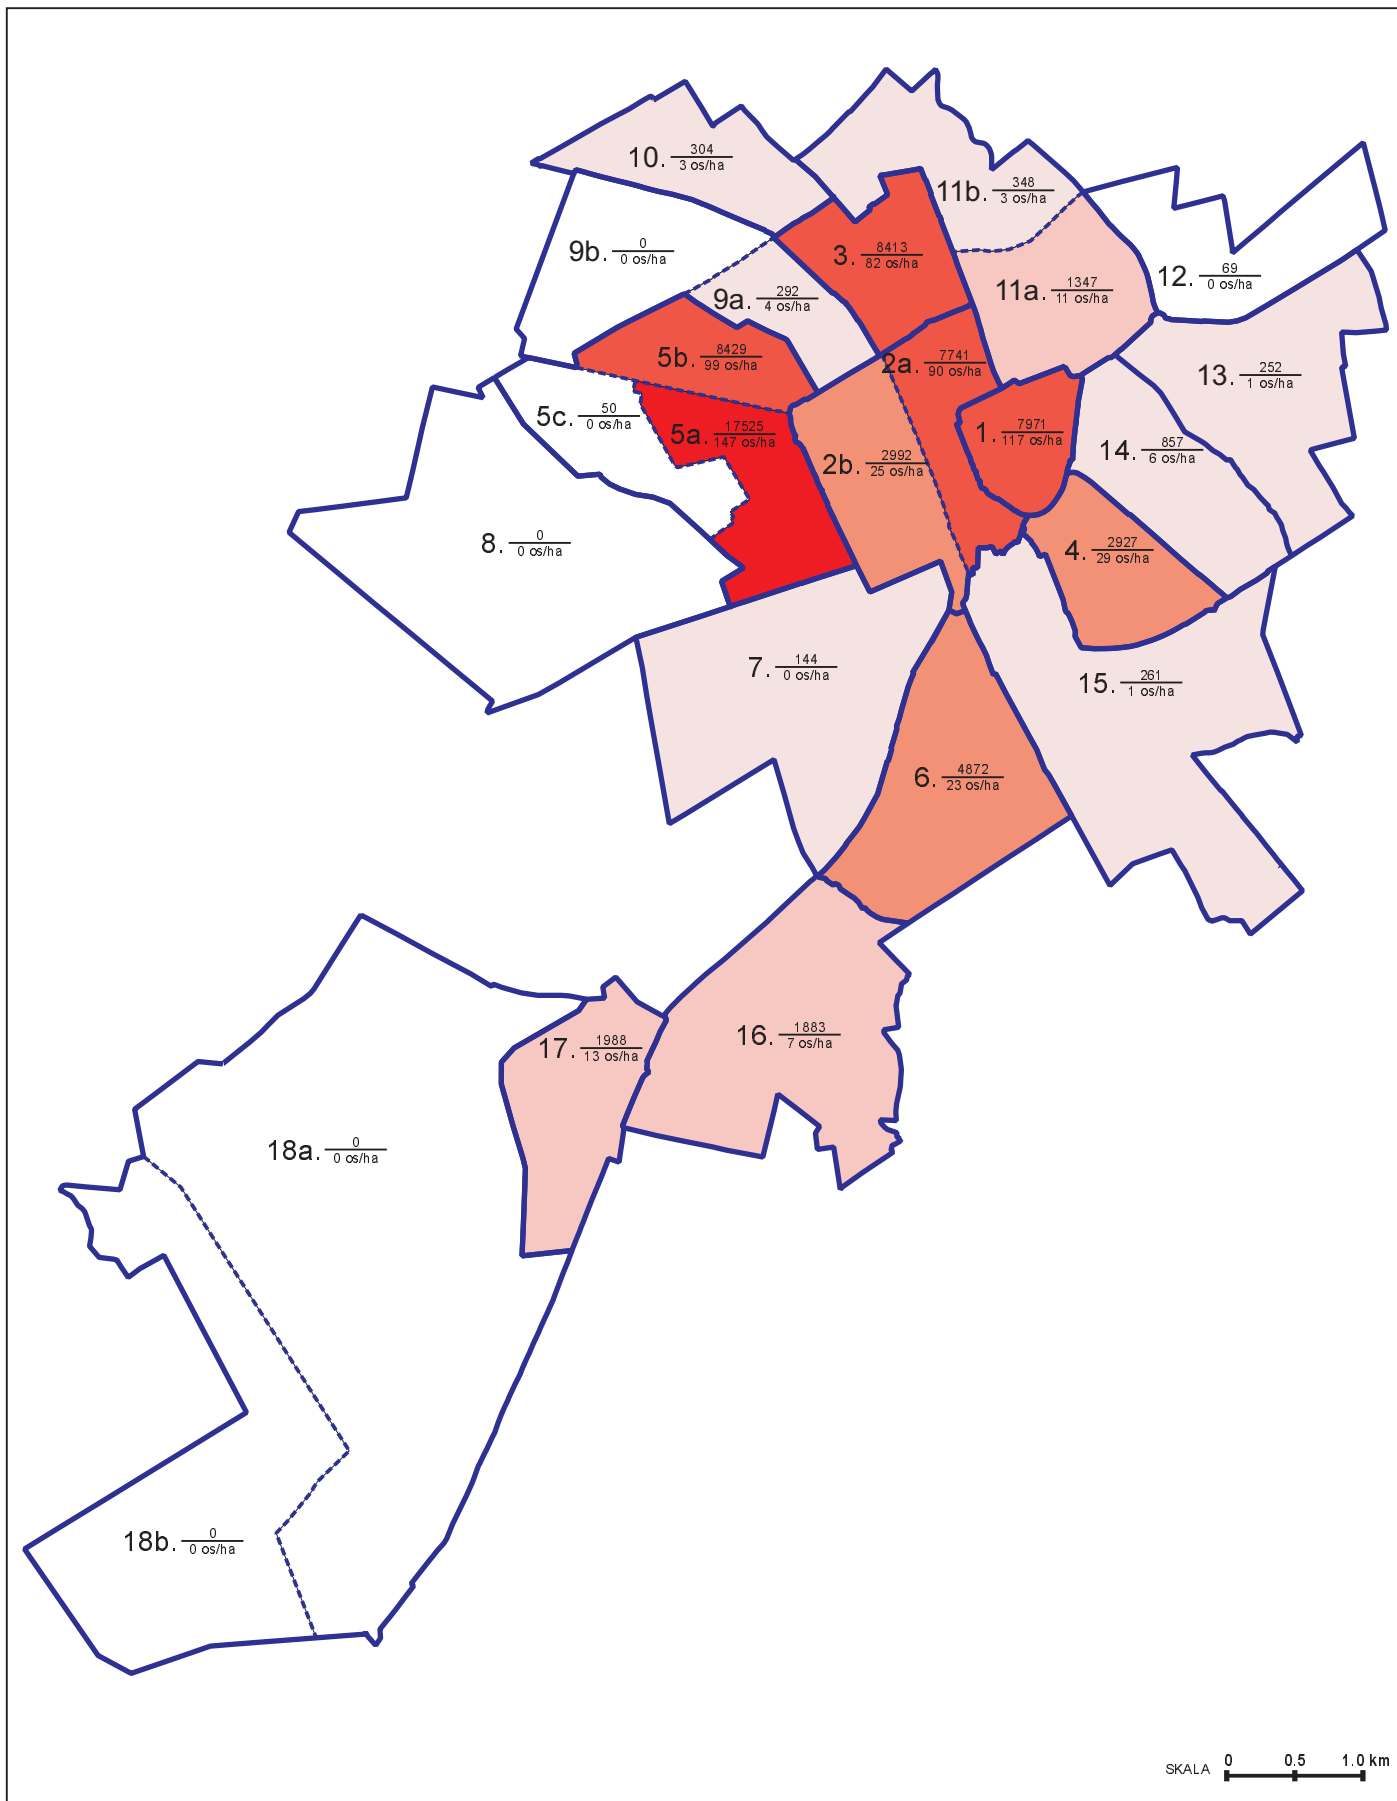 10. 304
3 os/ha
11b. 348
3 os/ha
9b. 0
0 os/ha
3. 8413
82 os/ha
12. 69
0 os/ha
9a. 292
4 os/ha
11a. 1347
11 os/ha
5b. 8429
99 os/ha
2a. 7741
90 os/ha
13. 252
1 os/ha
5c. 50
0 os/ha
5a. 17525
147 os/ha
1. 7971
117 os/ha
2b. 2992
25 os/ha
14. 857
6 os/ha
8. 0
0 os/ha
4. 2927
29 os/ha
7. 144
0 os/ha
15. 261
1 os/ha
6. 4872
23 os/ha
17. 1988
13 os/ha
16. 1883
7 os/ha
18a. 0
0 os/ha
18b. 0
0 os/ha
SKALA 0 0.5 1.0 km